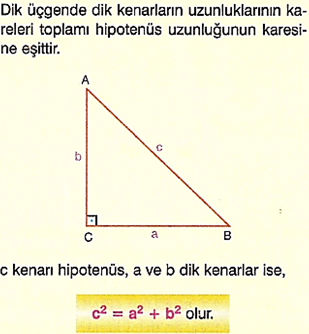 Dik üçgende dik kenarların uzunluklarının ka-
releri toplamı hipotenüs uzunluğunun karesi-
ne eşittir.
A
b
c
C
a
B
c kenarı hipotenüs, a ve b dik kenarlar ise,
c² = a² + b² olur.